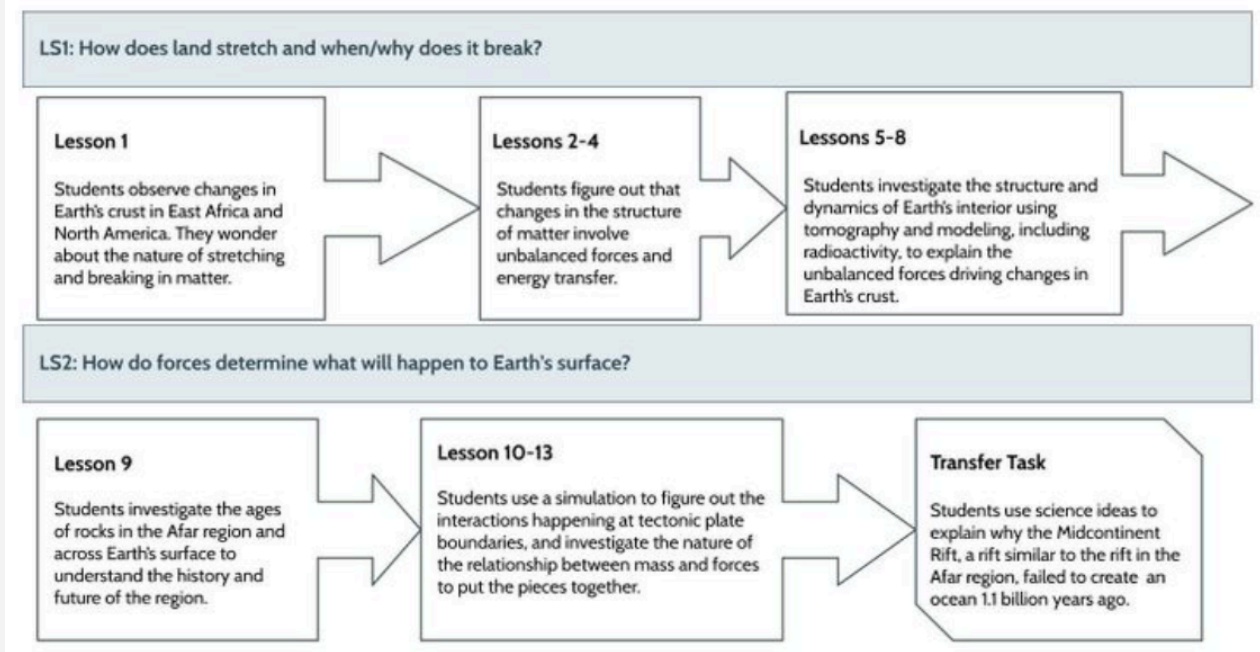 LS1: How does land stretch and when/why does it break?
Lesson 1
Students observe changes in
Earth's crust in East Africa and
North America. They wonder
about the nature of stretching
and breaking in matter.
Lessons 2-4
Students figure out that
changes in the structure
of matter involve
unbalanced forces and
energy transfer.
Lessons 5-8
Students investigate the structure and
dynamics of Earth's interior using
tomography and modeling, including
radioactivity, to explain the
unbalanced forces driving changes in
Earth's crust.
LS2: How do forces determine what will happen to Earth's surface?
Lesson 9
Students investigate the ages
of rocks in the Afar region and
across Earth's surface to
understand the history and
future of the region.
Lesson 10-13
Students use a simulation to figure out the
interactions happening at tectonic plate
boundaries, and investigate the nature of
the relationship between mass and forces
to put the pieces together.
Transfer Task
Students use science ideas to
explain why the Midcontinent
Rift, a rift similar to the rift in the
Afar region, failed to create an
ocean 1.1 billion years ago.